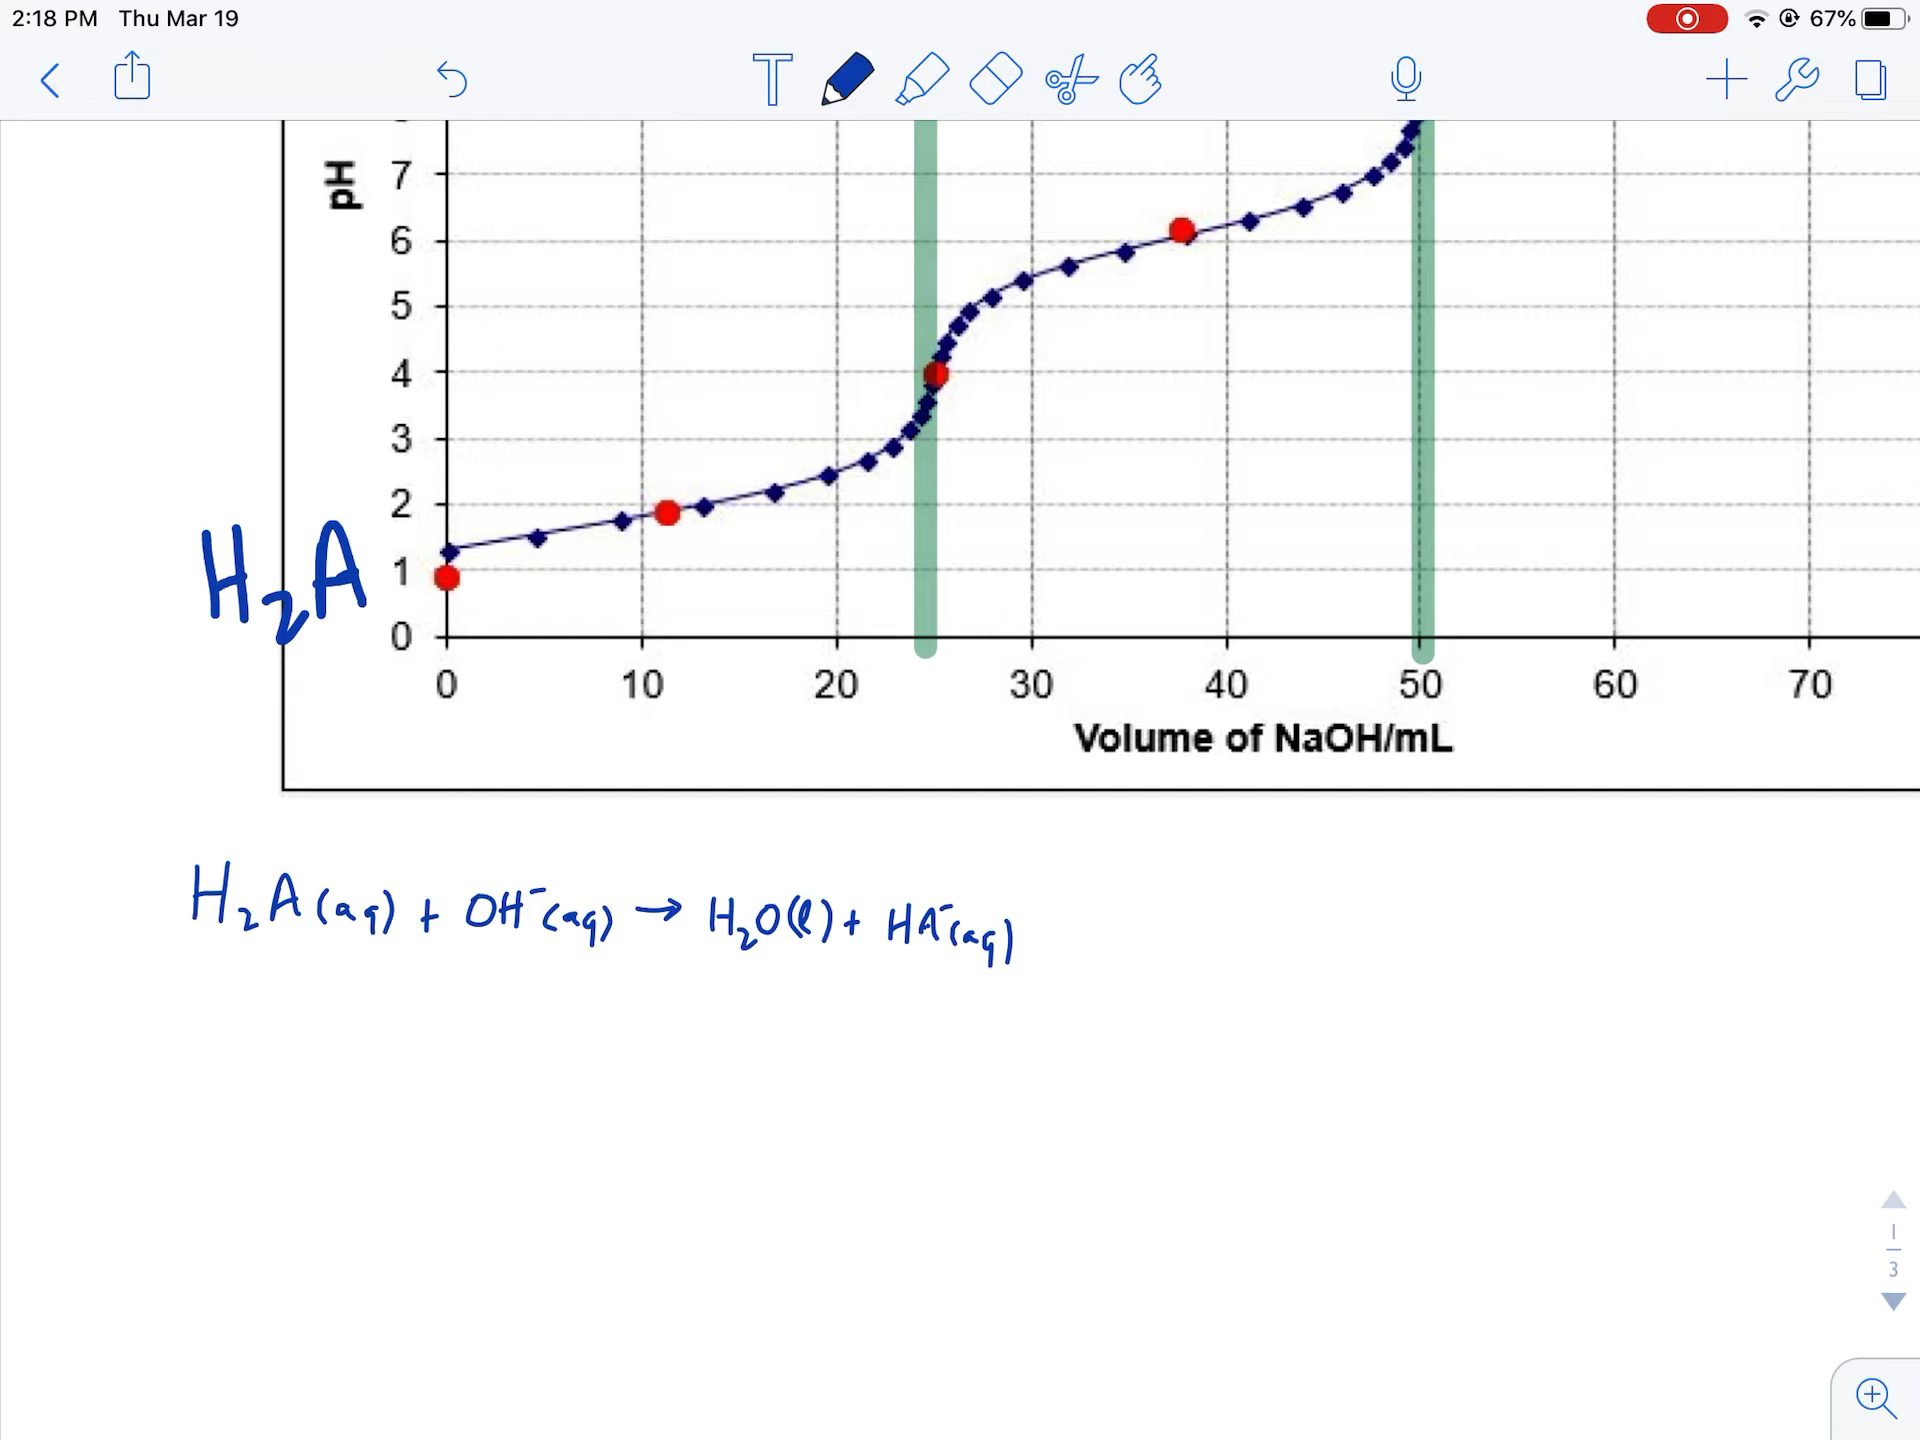 2:18 PM Thu Mar 19
67%
T
pH
7
6
5
4
3
2
1
0
H₂A
0 10 20 30 40 50 60 70
Volume of NaOH/mL
H₂A(aq) + OH⁻(aq) → H₂O(l) + HA⁻(aq)
1
3